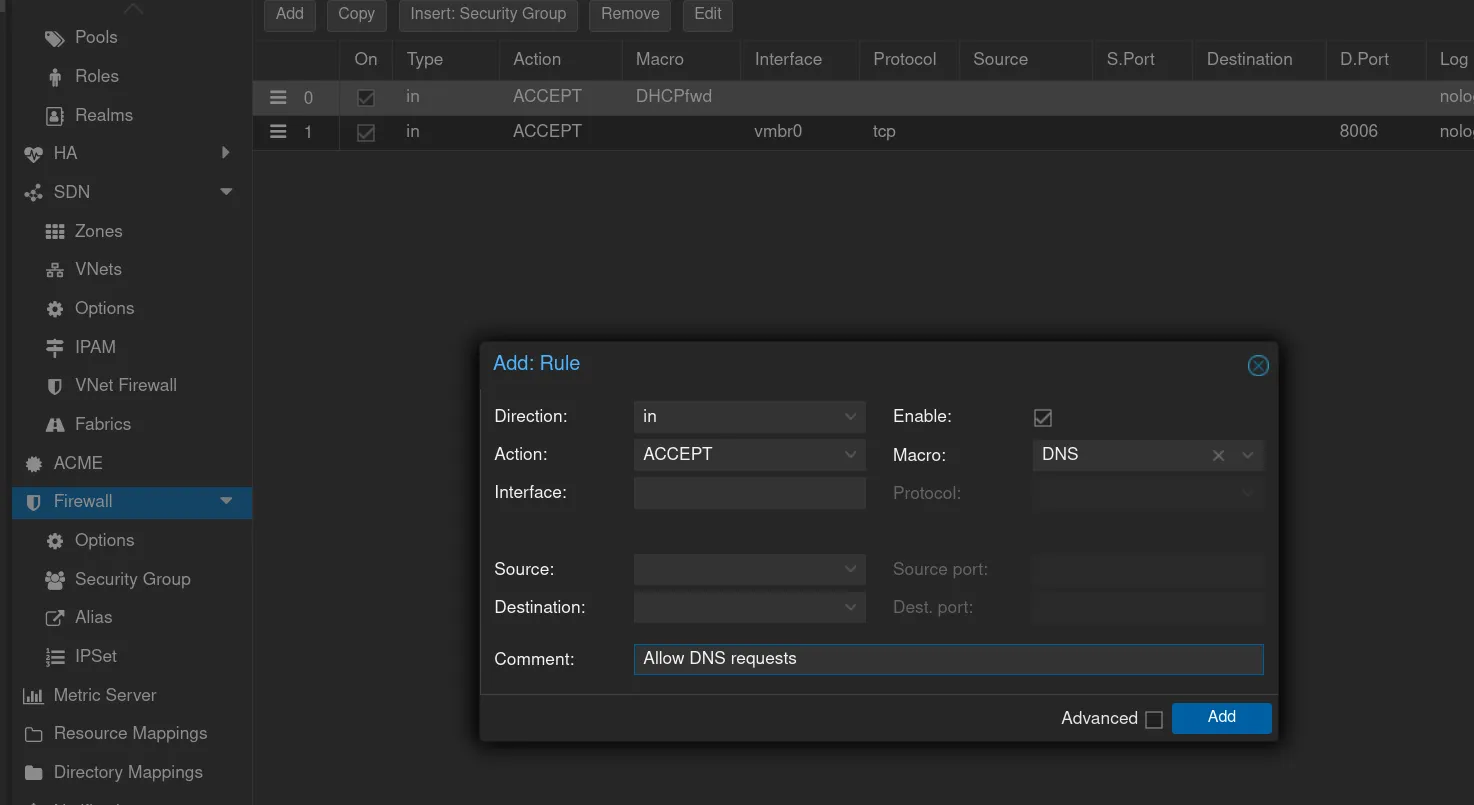 Add Copy Insert: Security Group Remove Edit
Pools
Roles
Realms
HA
SDN
Zones
VNets
Options
IPAM
VNet Firewall
Fabrics
ACME
Firewall
Options
Security Group
Alias
IPSet
Metric Server
Resource Mappings
Directory Mappings
On Type Action Macro Interface Protocol Source S.Port Destination D.Port Log
0 in ACCEPT DHCPfwd
1 in ACCEPT vmbr0 tcp 8006
Add: Rule
Direction: in Enable:
Action: ACCEPT Macro: DNS
Interface: Protocol:
Source: Source port:
Destination: Dest. port:
Comment: Allow DNS requests
Advanced Add